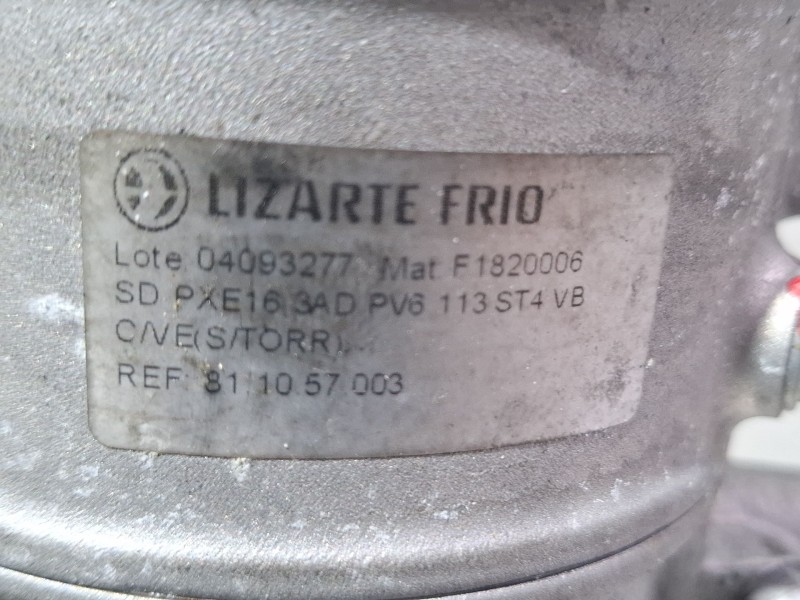 LIZARTE FRIO
Lote 04093277 Mat F1820006
SD PXE16 3AD PV6 113 ST4 VB
C/VE(S/TORR)
REF: 81.10.57.003